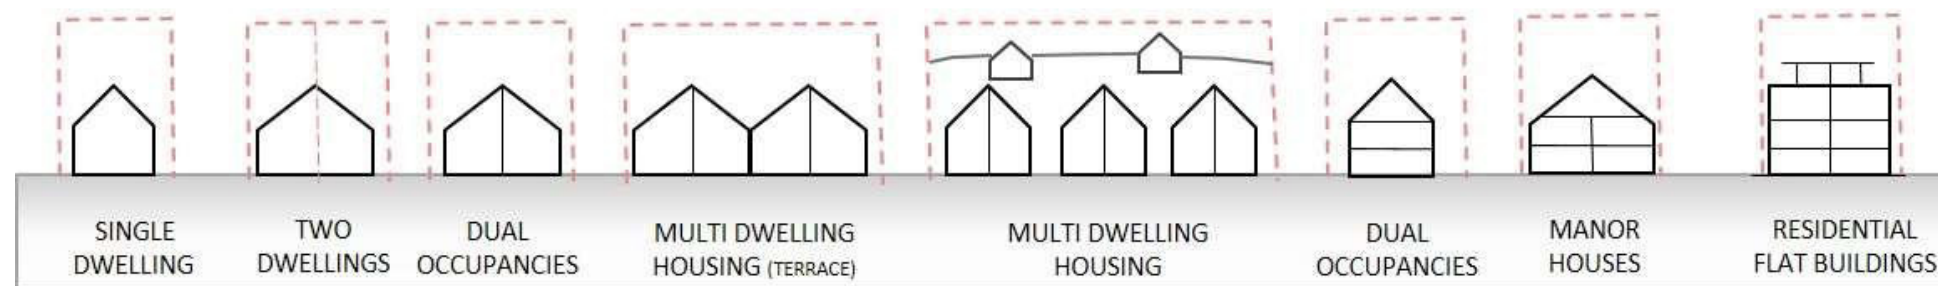 SINGLE
DWELLING
TWO
DWELLINGS
DUAL
OCCUPANCIES
MULTI DWELLING
HOUSING (TERRACE)
MULTI DWELLING
HOUSING
DUAL
OCCUPANCIES
MANOR
HOUSES
RESIDENTIAL
FLAT BUILDINGS